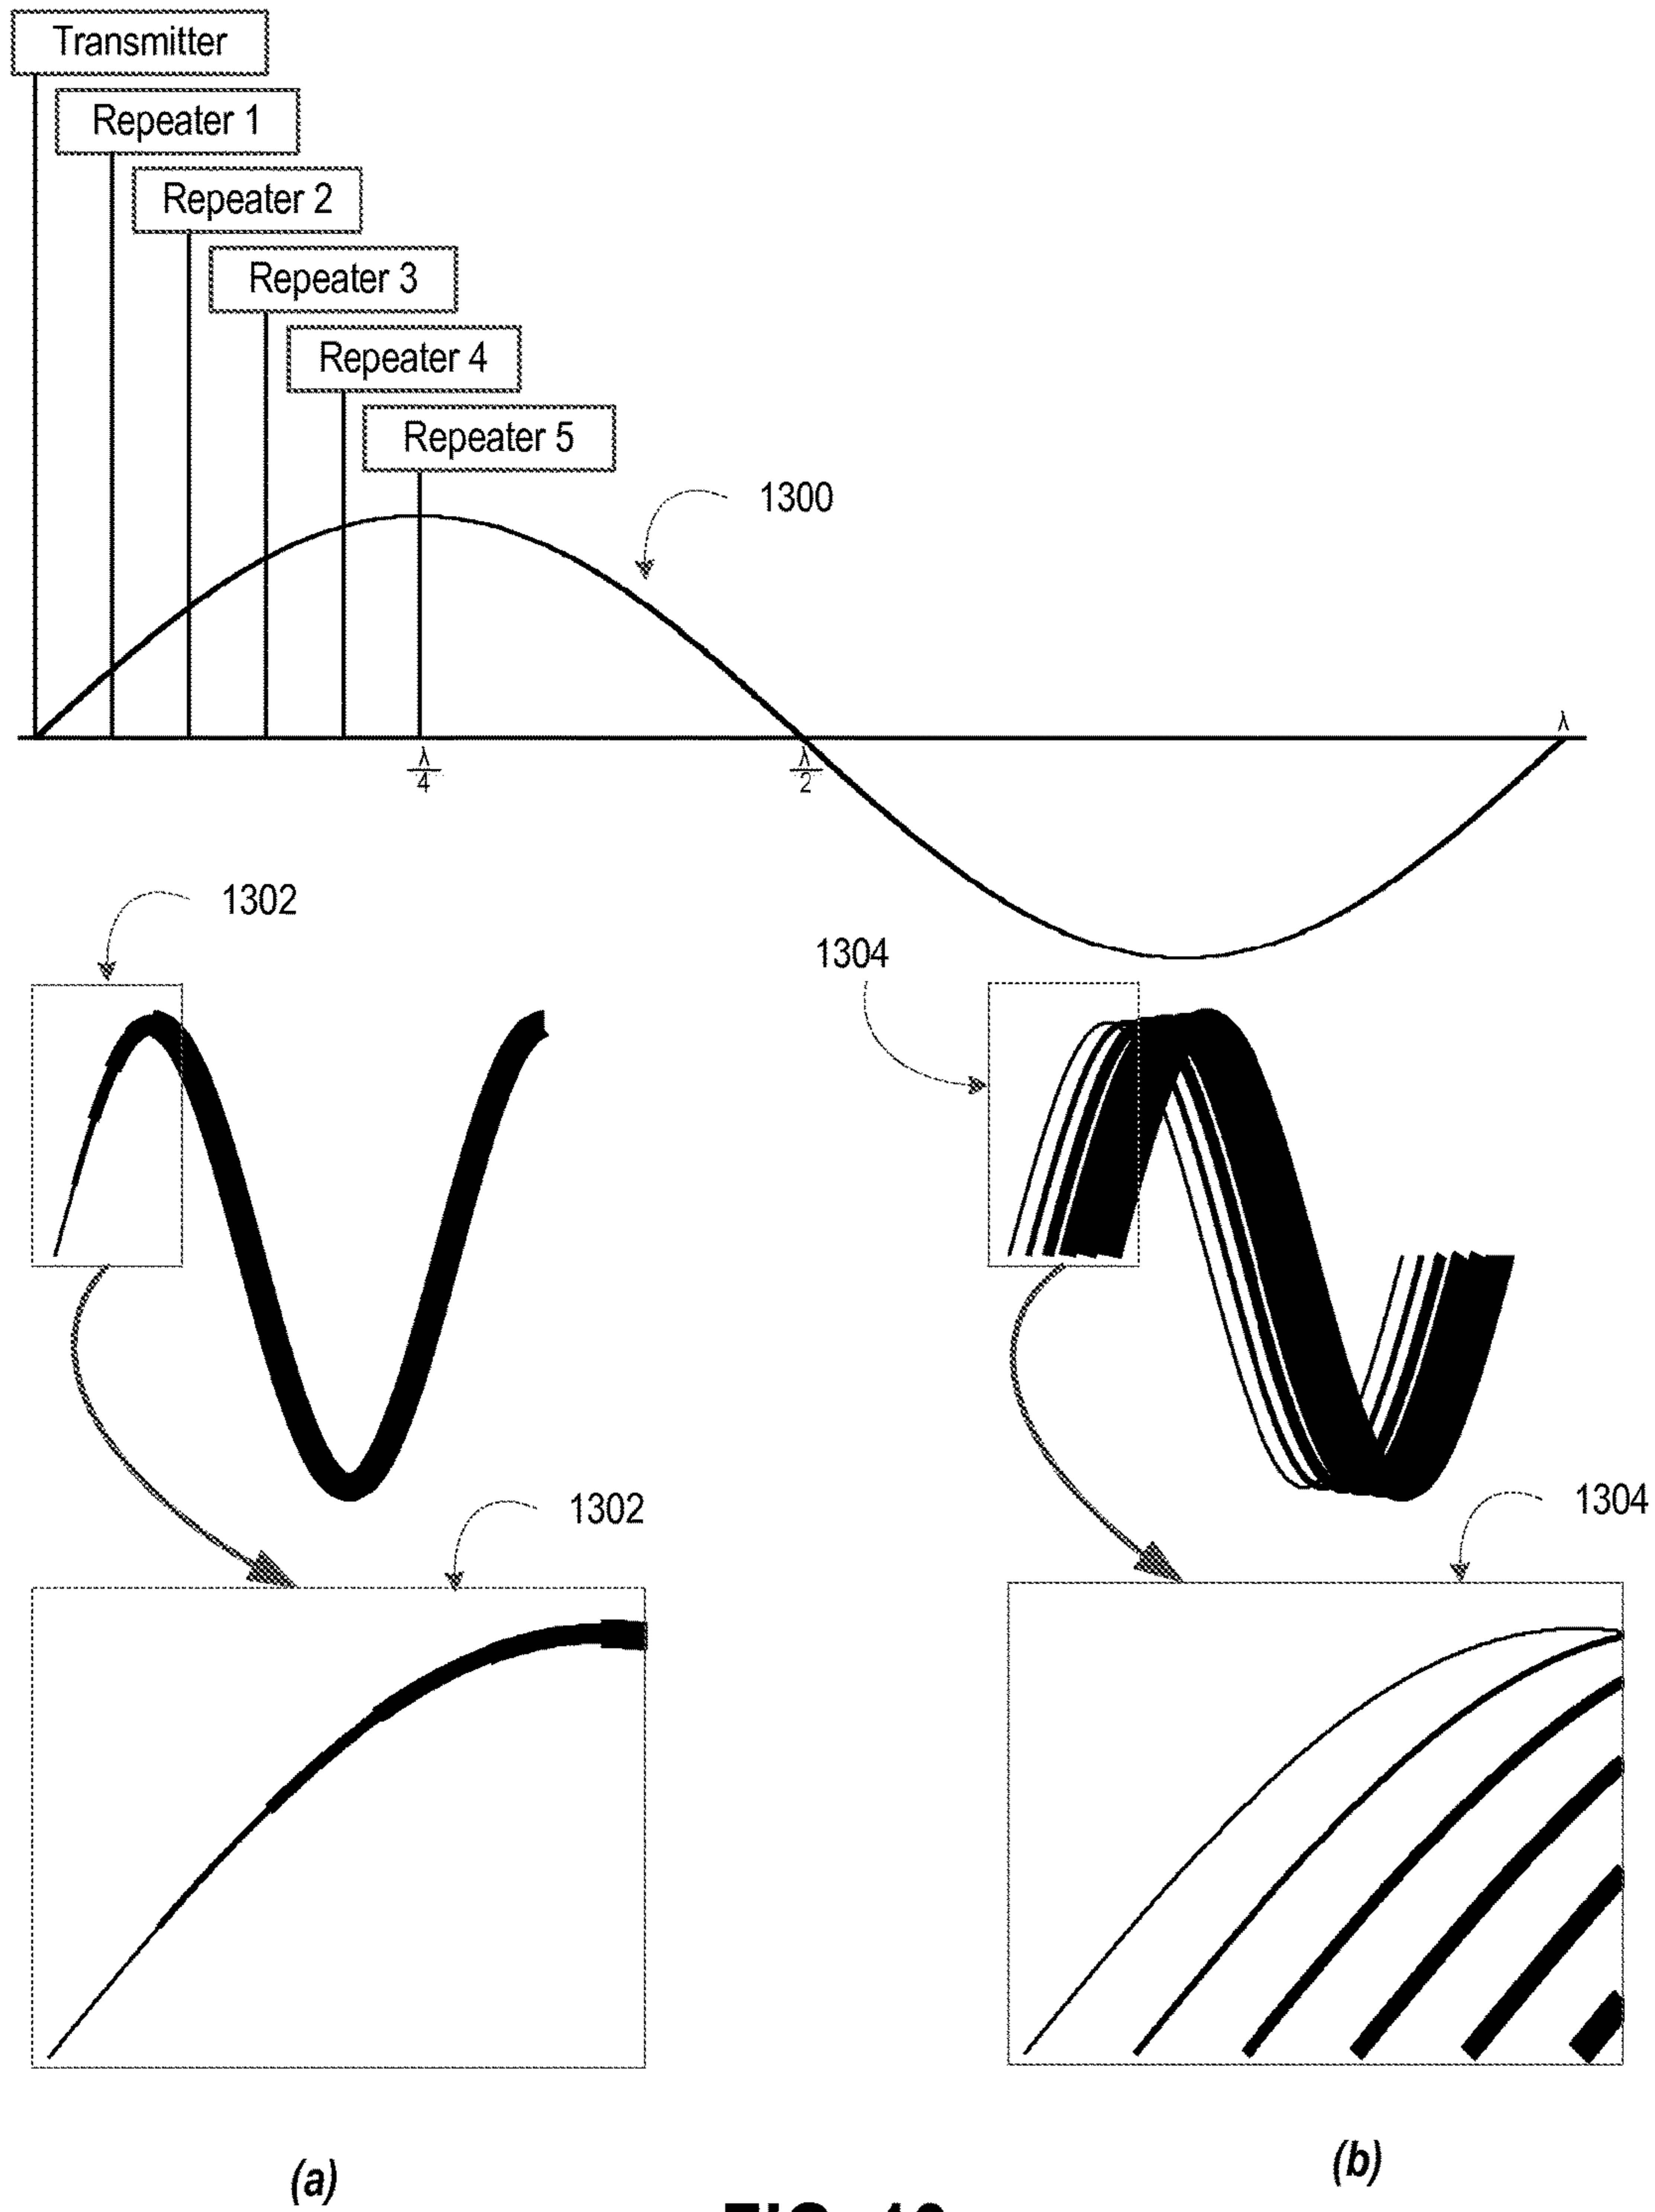 Transmitter
Repeater 1
Repeater 2
Repeater 3
Repeater 4
Repeater 5
1300
λ
λ/4
λ/2
1302
1304
1302
1304
(a)
(b)